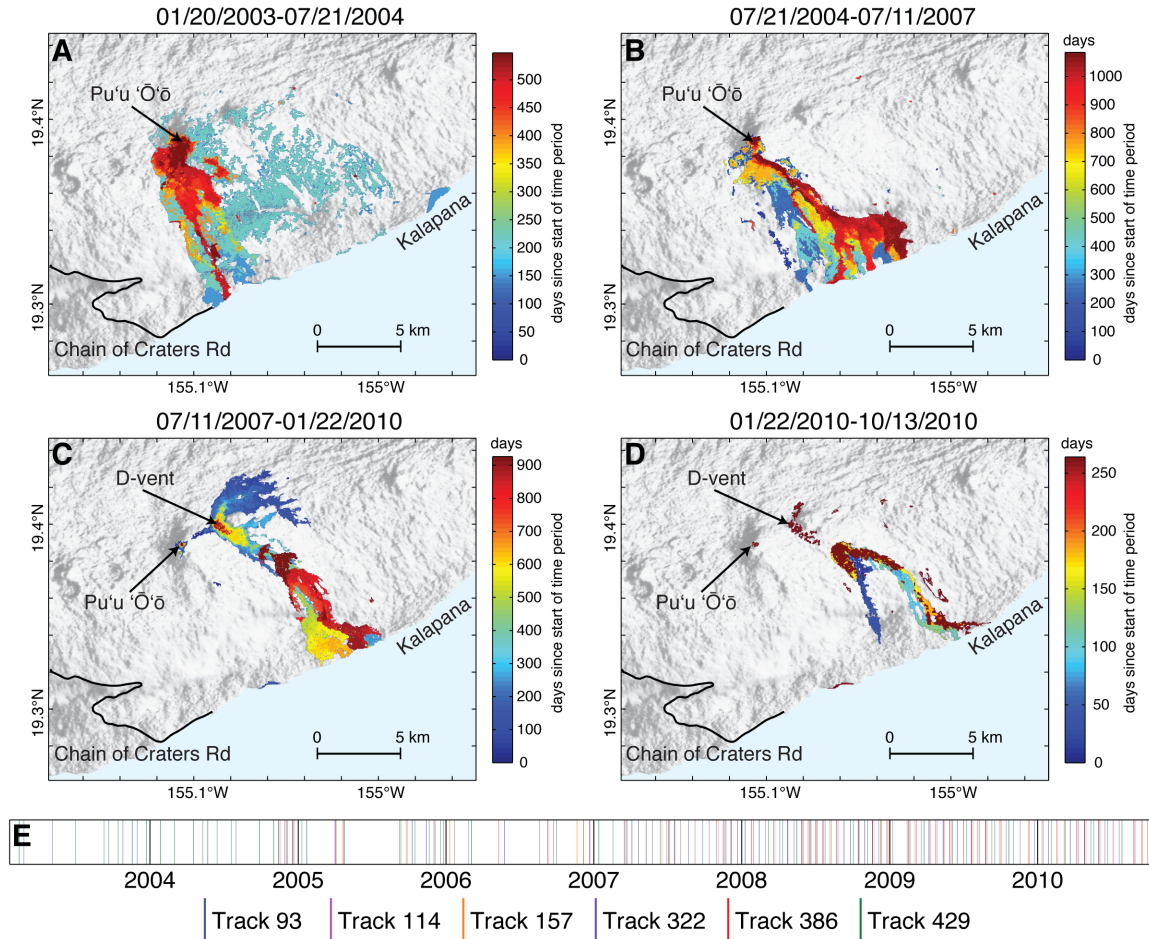 01/20/2003-07/21/2004
07/21/2004-07/11/2007
A
Pu‘u ‘Ō‘ō
19.4°N
19.3°N
Kalapana
0 5 km
Chain of Craters Rd
155.1°W 155°W
500
450
400
350
300
250
200
150
100
50
0
days since start of time period
B
Pu‘u ‘Ō‘ō
19.4°N
19.3°N
Kalapana
0 5 km
Chain of Craters Rd
155.1°W 155°W
days
1000
900
800
700
600
500
400
300
200
100
0
days since start of time period
07/11/2007-01/22/2010
01/22/2010-10/13/2010
C
D-vent
Pu‘u ‘Ō‘ō
19.4°N
19.3°N
Kalapana
0 5 km
Chain of Craters Rd
155.1°W 155°W
days
900
800
700
600
500
400
300
200
100
0
days since start of time period
D
D-vent
Pu‘u ‘Ō‘ō
19.4°N
19.3°N
Kalapana
0 5 km
Chain of Craters Rd
155.1°W 155°W
days
250
200
150
100
50
0
days since start of time period
E
2004 2005 2006 2007 2008 2009 2010
Track 93 Track 114 Track 157 Track 322 Track 386 Track 429